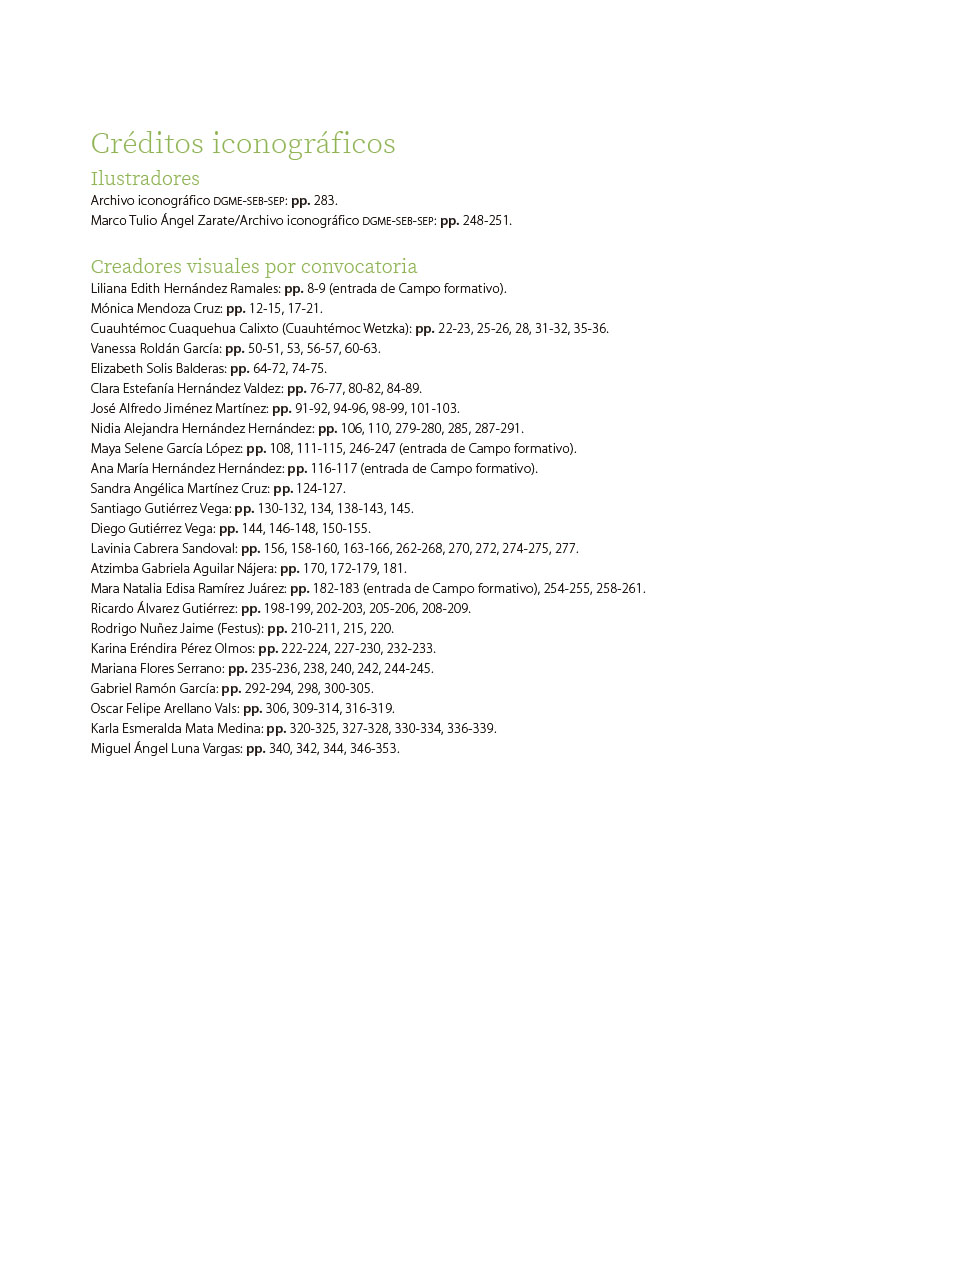 Créditos iconográficos
Ilustradores
Archivo iconográfico DGME-SEB-SEP: pp. 283.
Marco Tulio Ángel Zarate/Archivo iconográfico DGME-SEB-SEP: pp. 248-251.
Creadores visuales por convocatoria
Liliana Edith Hernández Ramales: pp. 8-9 (entrada de Campo formativo).
Mónica Mendoza Cruz: pp. 12-15, 17-21.
Cuauhtémoc Cuaquehua Calixto (Cuauhtémoc Wetzka): pp. 22-23, 25-26, 28, 31-32, 35-36.
Vanessa Roldán García: pp. 50-51, 53, 56-57, 60-63.
Elizabeth Solis Balderas: pp. 64-72, 74-75.
Clara Estefanía Hernández Valdez: pp. 76-77, 80-82, 84-89.
José Alfredo Jiménez Martínez: pp. 91-92, 94-96, 98-99, 101-103.
Nidia Alejandra Hernández Hernández: pp. 106, 110, 279-280, 285, 287-291.
Maya Selene García López: pp. 108, 111-115, 246-247 (entrada de Campo formativo).
Ana María Hernández Hernández: pp. 116-117 (entrada de Campo formativo).
Sandra Angélica Martínez Cruz: pp. 124-127.
Santiago Gutiérrez Vega: pp. 130-132, 134, 138-143, 145.
Diego Gutiérrez Vega: pp. 144, 146-148, 150-155.
Lavinia Cabrera Sandoval: pp. 156, 158-160, 163-166, 262-268, 270, 272, 274-275, 277.
Atzimba Gabriela Aguilar Nájera: pp. 170, 172-179, 181.
Mara Natalia Edisa Ramírez Juárez: pp. 182-183 (entrada de Campo formativo), 254-255, 258-261.
Ricardo Álvarez Gutiérrez: pp. 198-199, 202-203, 205-206, 208-209.
Rodrigo Nuñez Jaime (Festus): pp. 210-211, 215, 220.
Karina Eréndira Pérez Olmos: pp. 222-224, 227-230, 232-233.
Mariana Flores Serrano: pp. 235-236, 238, 240, 242, 244-245.
Gabriel Ramón García: pp. 292-294, 298, 300-305.
Oscar Felipe Arellano Vals: pp. 306, 309-314, 316-319.
Karla Esmeralda Mata Medina: pp. 320-325, 327-328, 330-334, 336-339.
Miguel Ángel Luna Vargas: pp. 340, 342, 344, 346-353.